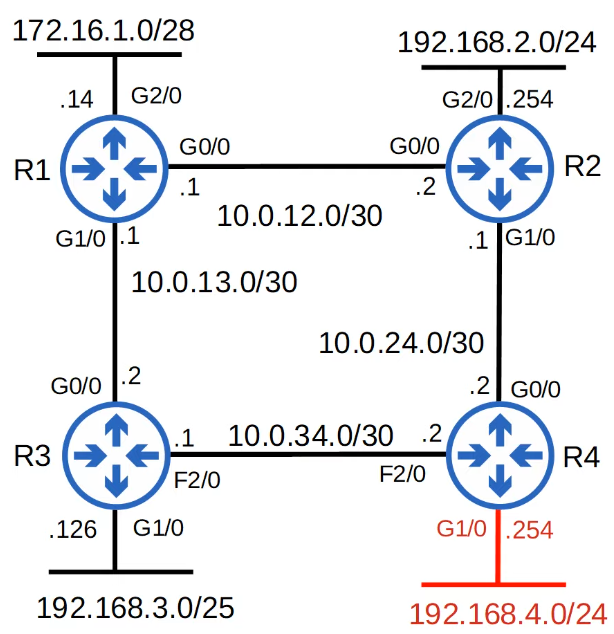 172.16.1.0/28
192.168.2.0/24
.14
G2/0
G2/0
.254
R1
G0/0
G0/0
R2
.1
.2
10.0.12.0/30
G1/0
.1
.1
G1/0
10.0.13.0/30
10.0.24.0/30
G0/0
.2
.2
G0/0
R3
.1
10.0.34.0/30
.2
R4
F2/0
F2/0
.126
G1/0
G1/0
.254
192.168.3.0/25
192.168.4.0/24